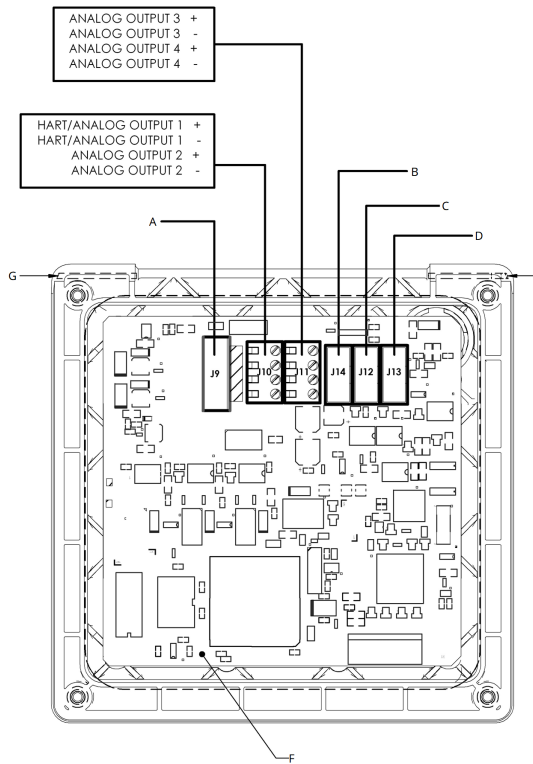 ANALOG OUTPUT 3 +
ANALOG OUTPUT 3 -
ANALOG OUTPUT 4 +
ANALOG OUTPUT 4 -
HART/ANALOG OUTPUT 1 +
HART/ANALOG OUTPUT 1 -
ANALOG OUTPUT 2 +
ANALOG OUTPUT 2 -
B
C
A
D
G
J9
J10
J11
J14
J12
J13
F